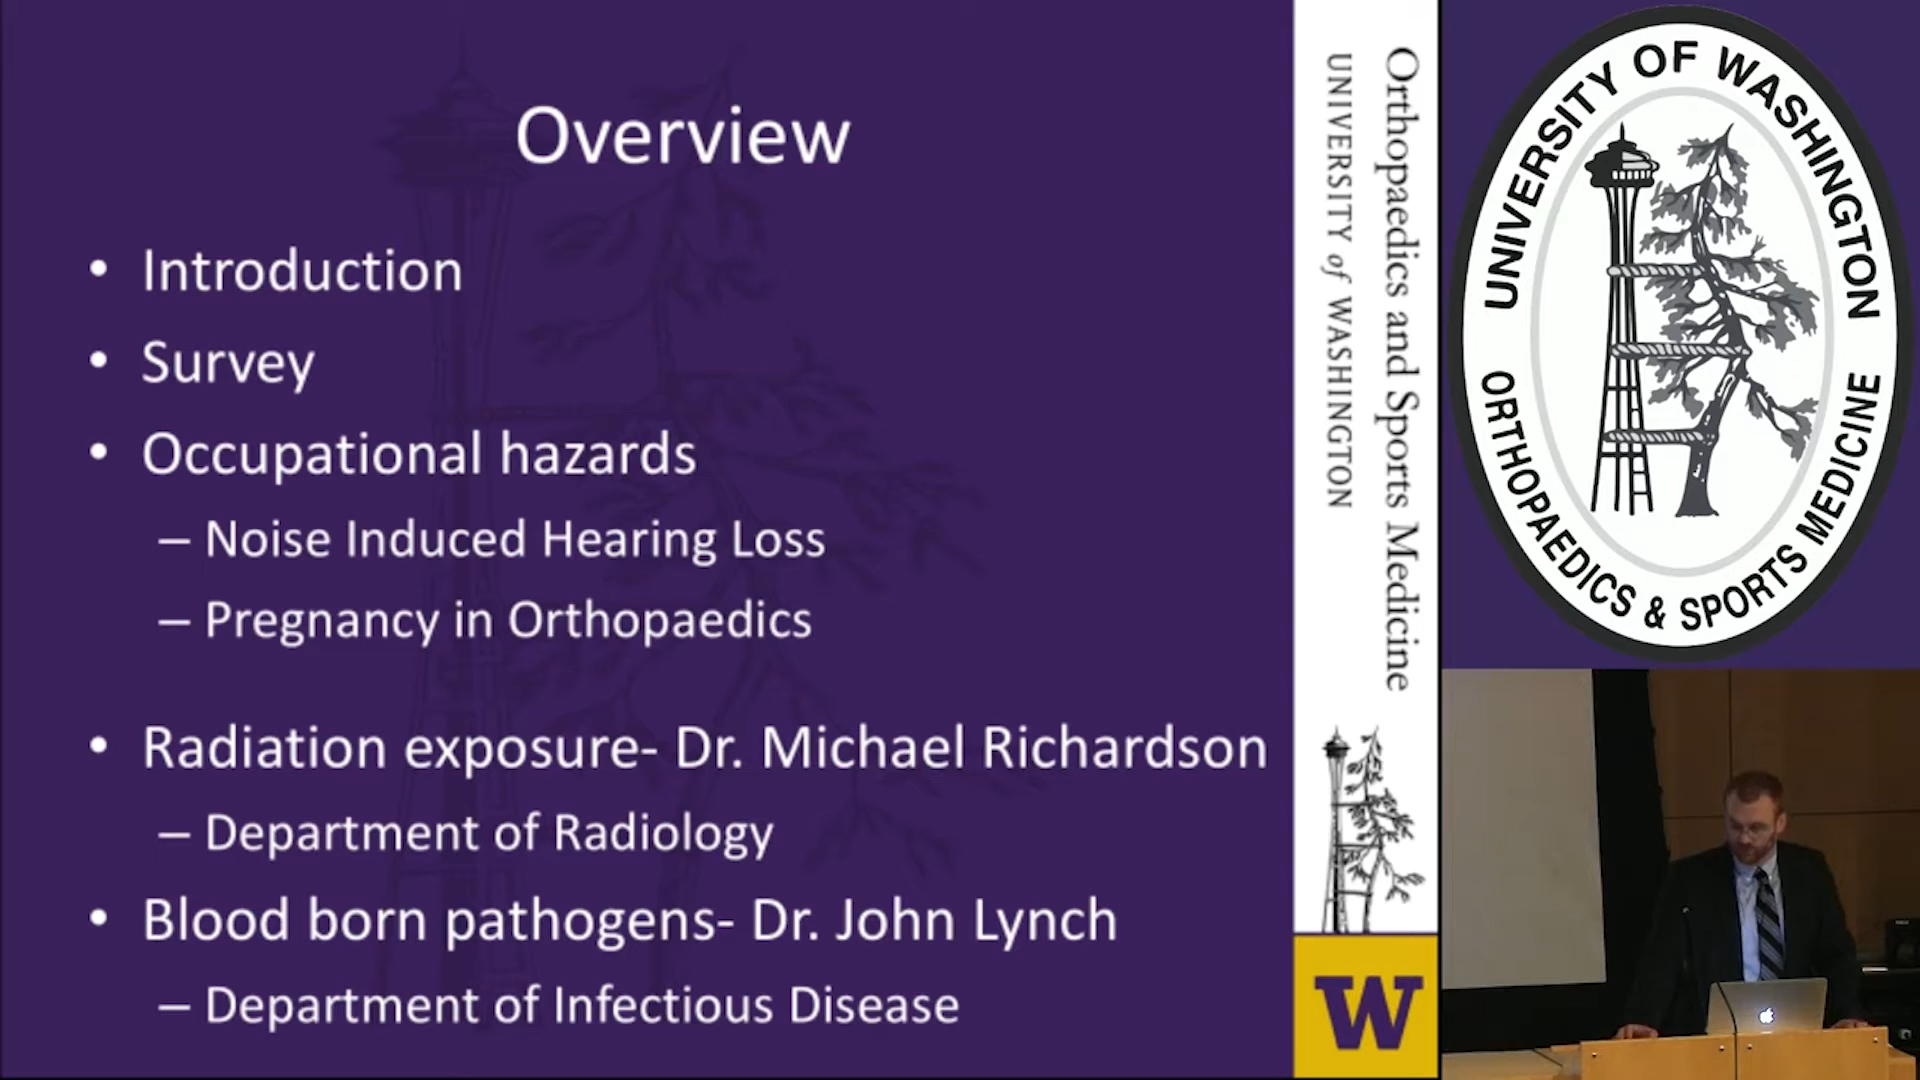 Overview
• Introduction
• Survey
• Occupational hazards
– Noise Induced Hearing Loss
– Pregnancy in Orthopaedics
• Radiation exposure- Dr. Michael Richardson
– Department of Radiology
• Blood born pathogens- Dr. John Lynch
– Department of Infectious Disease
Orthopaedics and Sports Medicine
UNIVERSITY of WASHINGTON
W
UNIVERSITY OF WASHINGTON
ORTHOPAEDICS & SPORTS MEDICINE